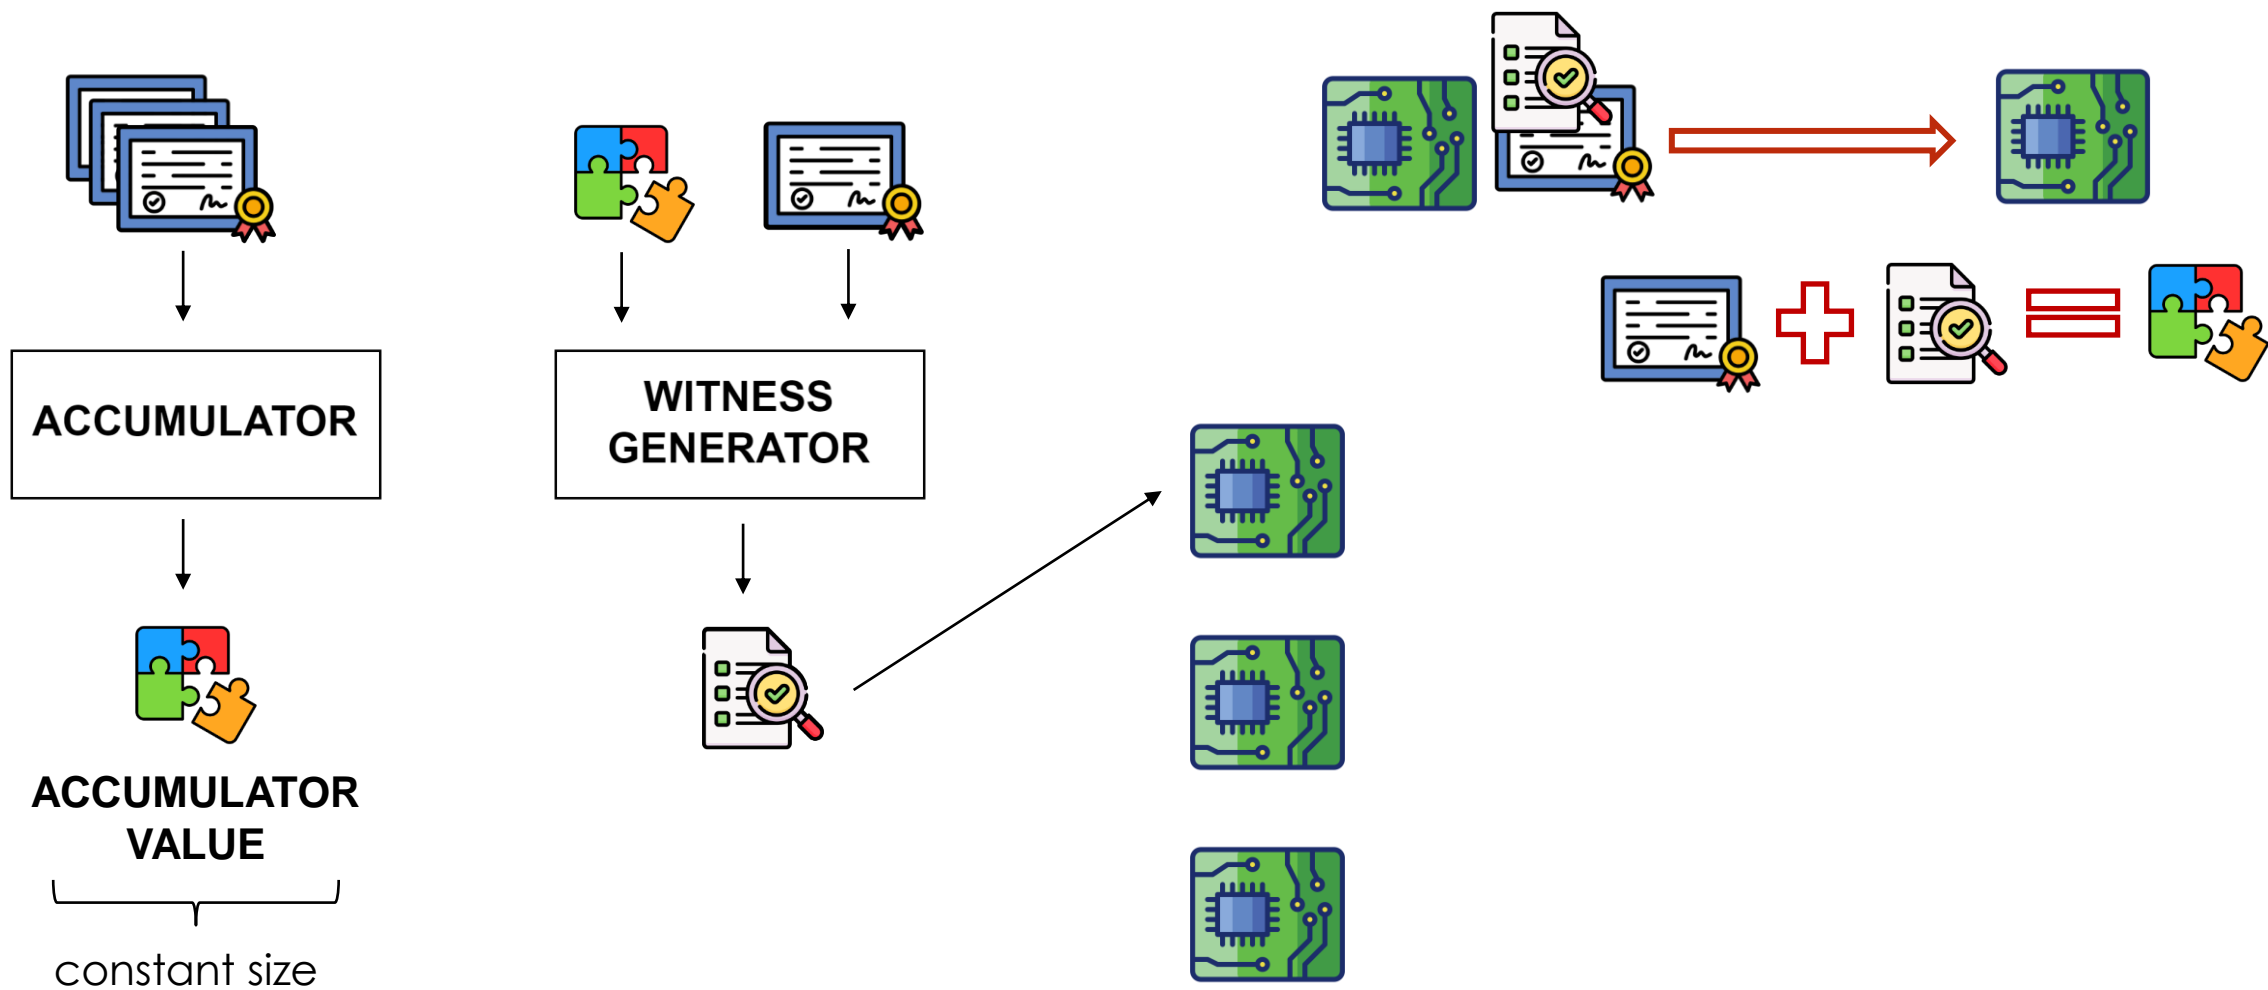 ACCUMULATOR
WITNESS
GENERATOR
ACCUMULATOR
VALUE
constant size